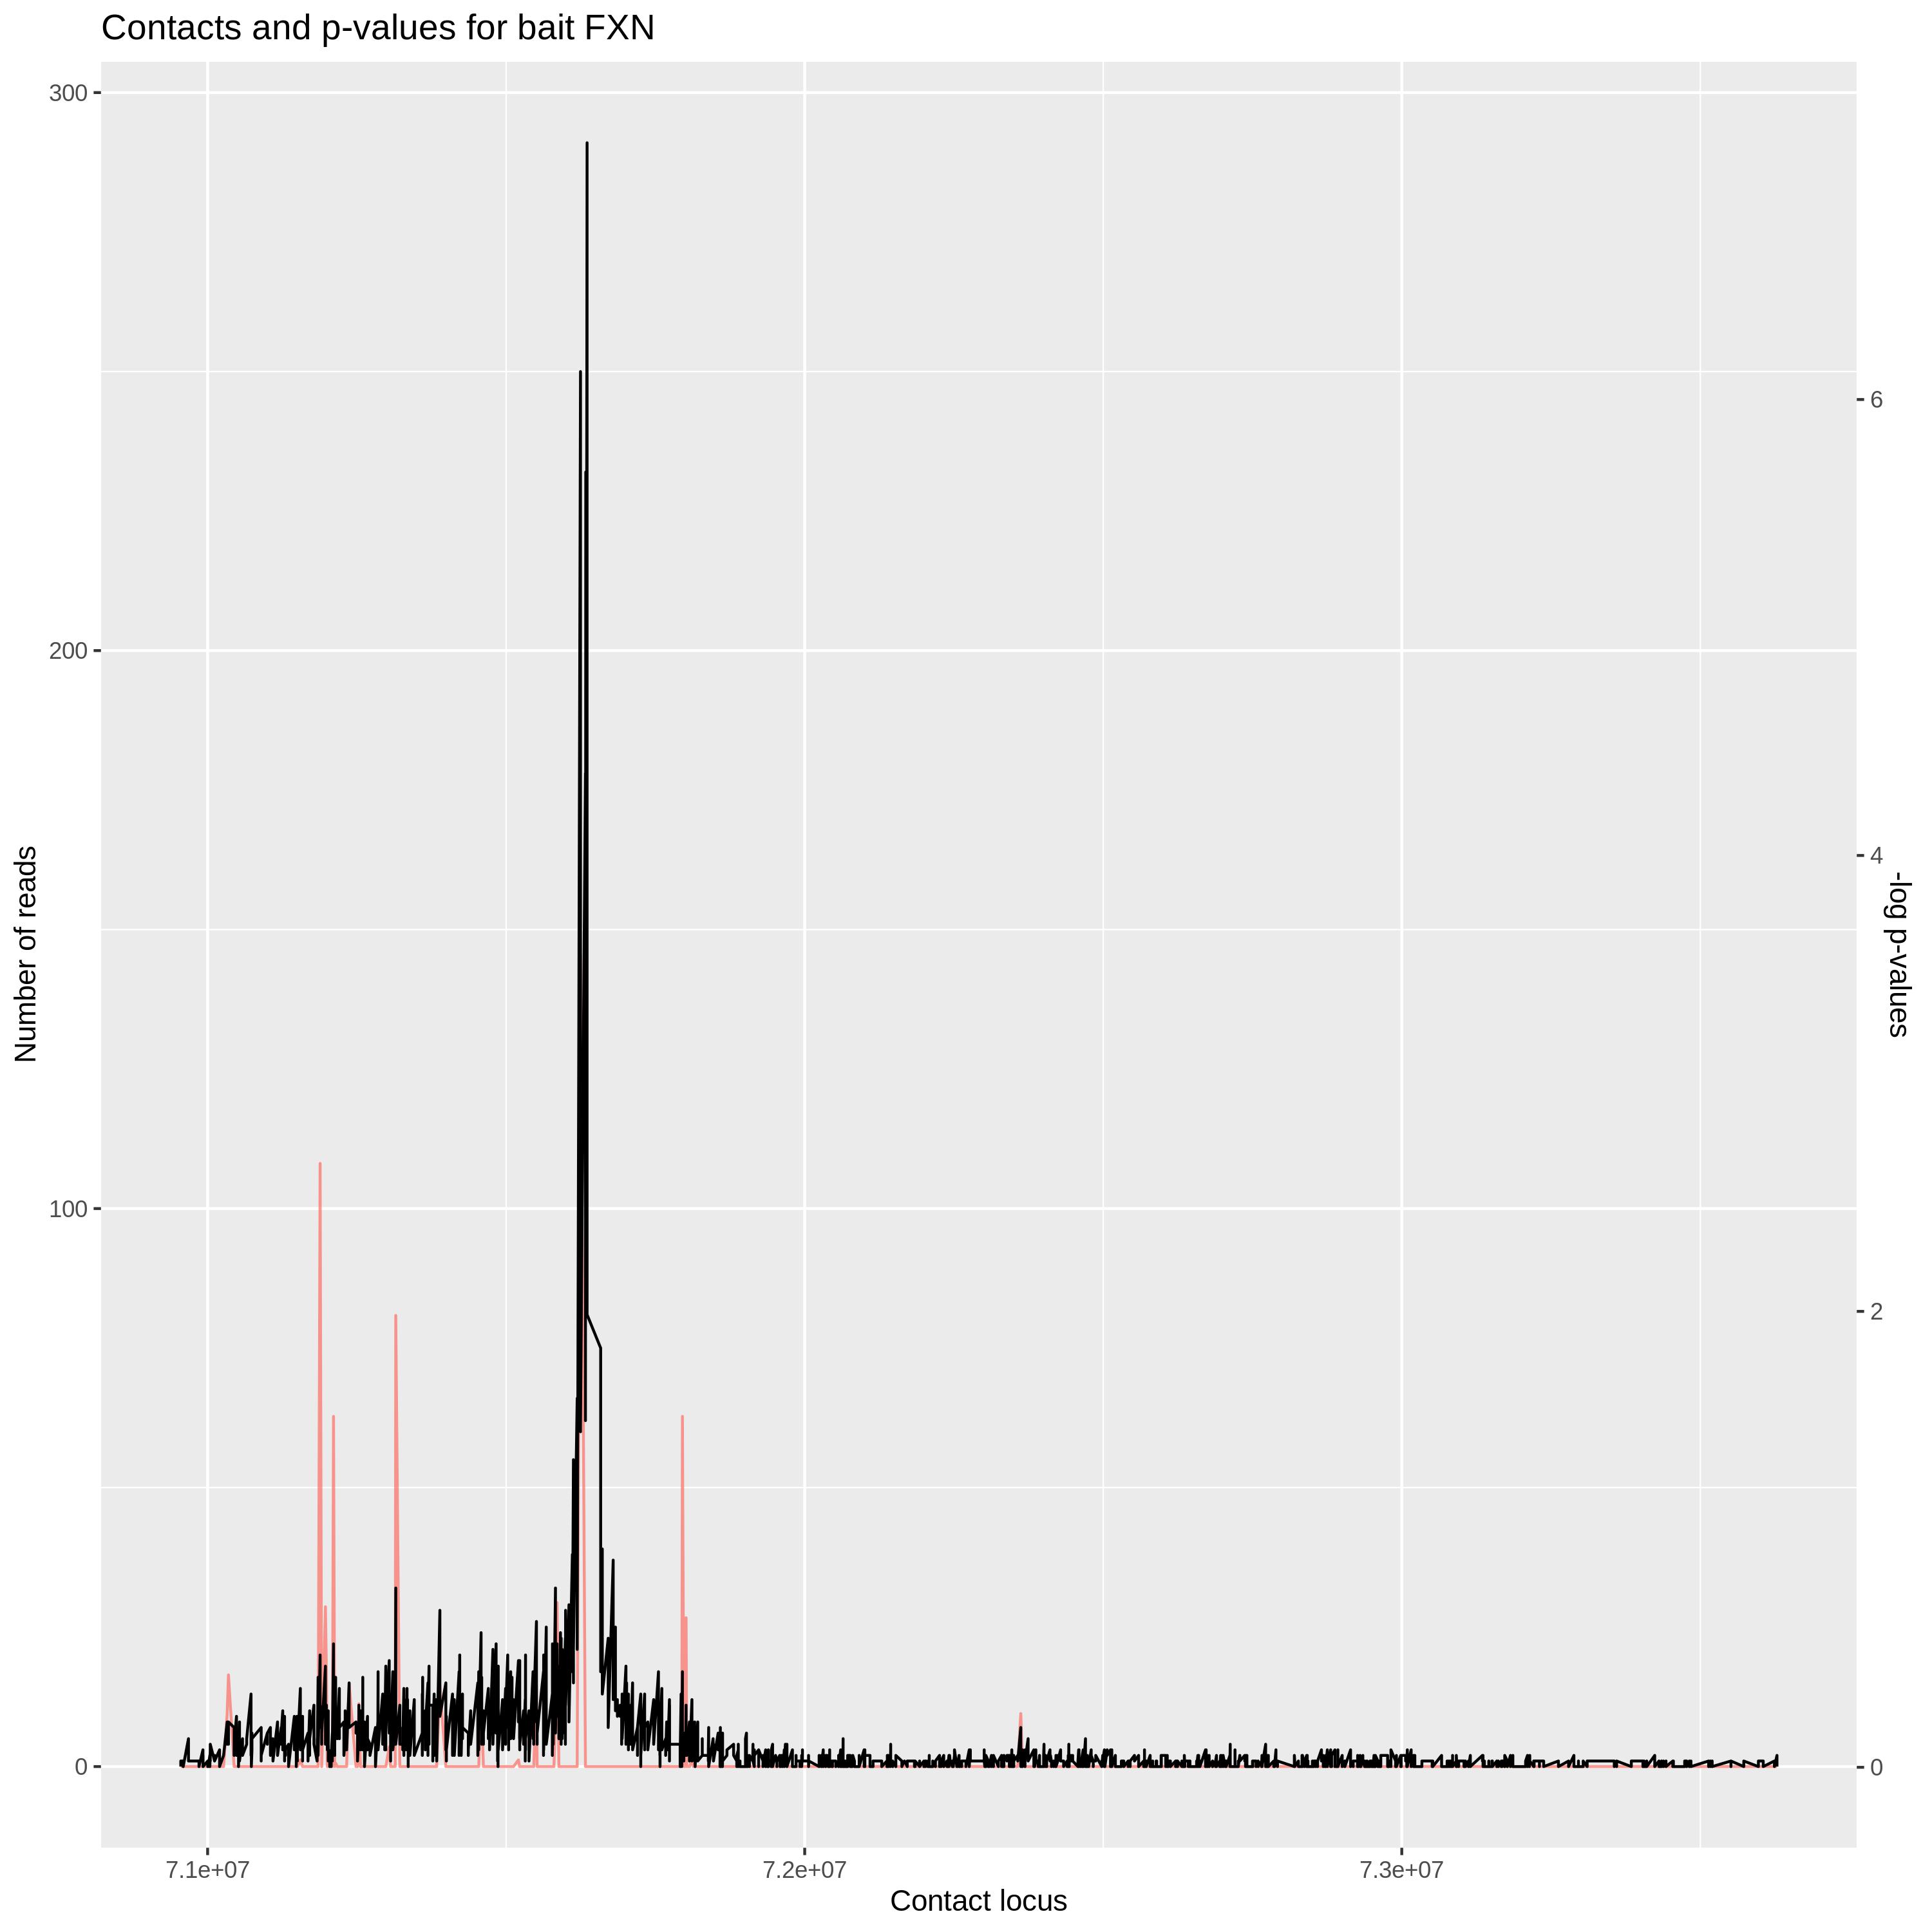 Contacts and p-values for bait FXN
300
200
100
0
Number of reads
6
4
2
0
-log p-values
7.1e+07
7.2e+07
7.3e+07
Contact locus